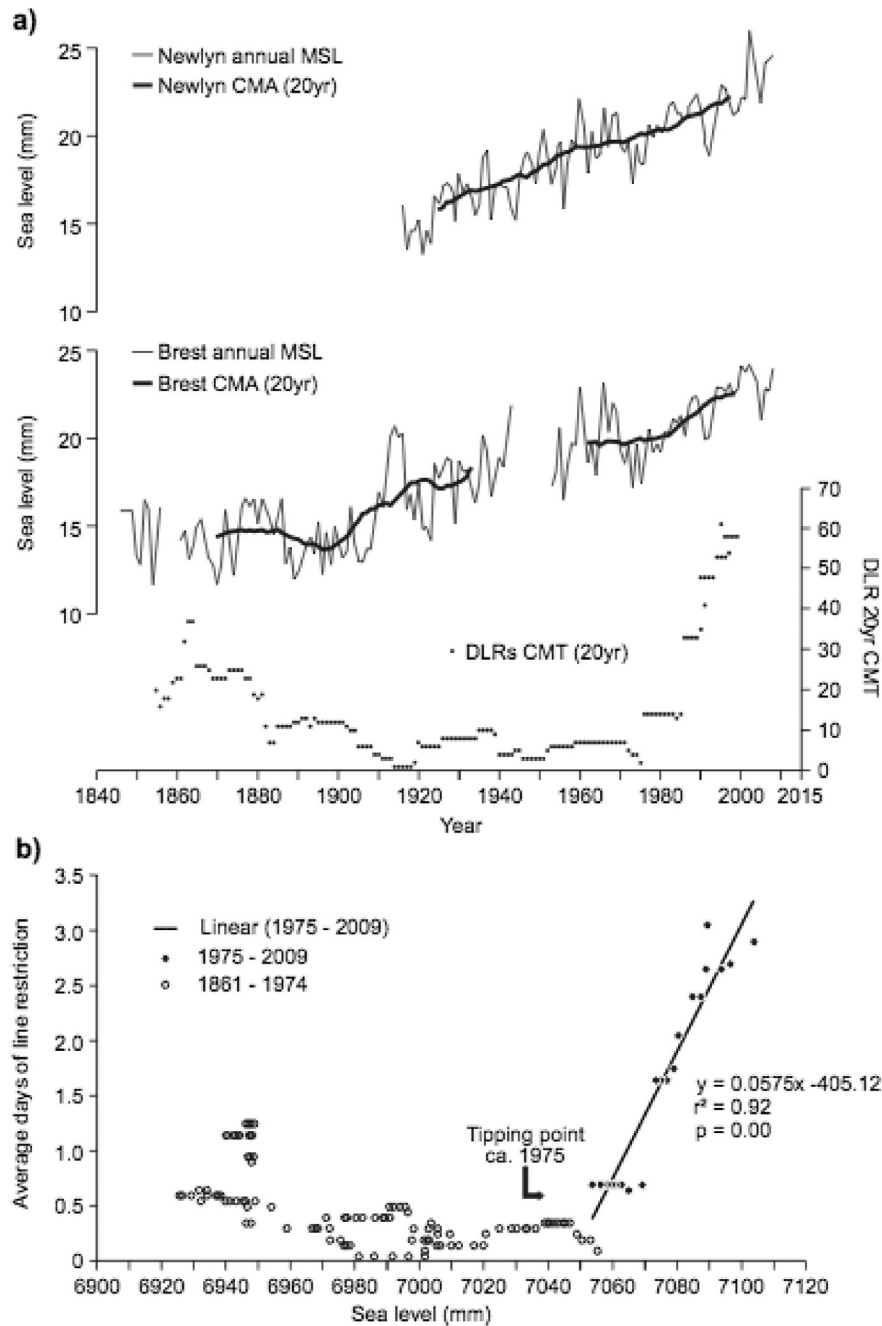 a)
Newlyn annual MSL
Newlyn CMA (20yr)
25
20
15
10
Sea level (mm)
Brest annual MSL
Brest CMA (20yr)
25
20
15
10
Sea level (mm)
70
60
50
40
30
20
10
0
DLR 20yr CMT
DLRs CMT (20yr)
1840 1860 1880 1900 1920 1940 1960 1980 2000 2015
Year
b)
3.5
3.0
2.5
2.0
1.5
1.0
0.5
0
Average days of line restriction
Linear (1975 - 2009)
1975 - 2009
1861 - 1974
Tipping point
ca. 1975
y = 0.0575x -405.12
r² = 0.92
p = 0.00
6900 6920 6940 6960 6980 7000 7020 7040 7060 7080 7100 7120
Sea level (mm)